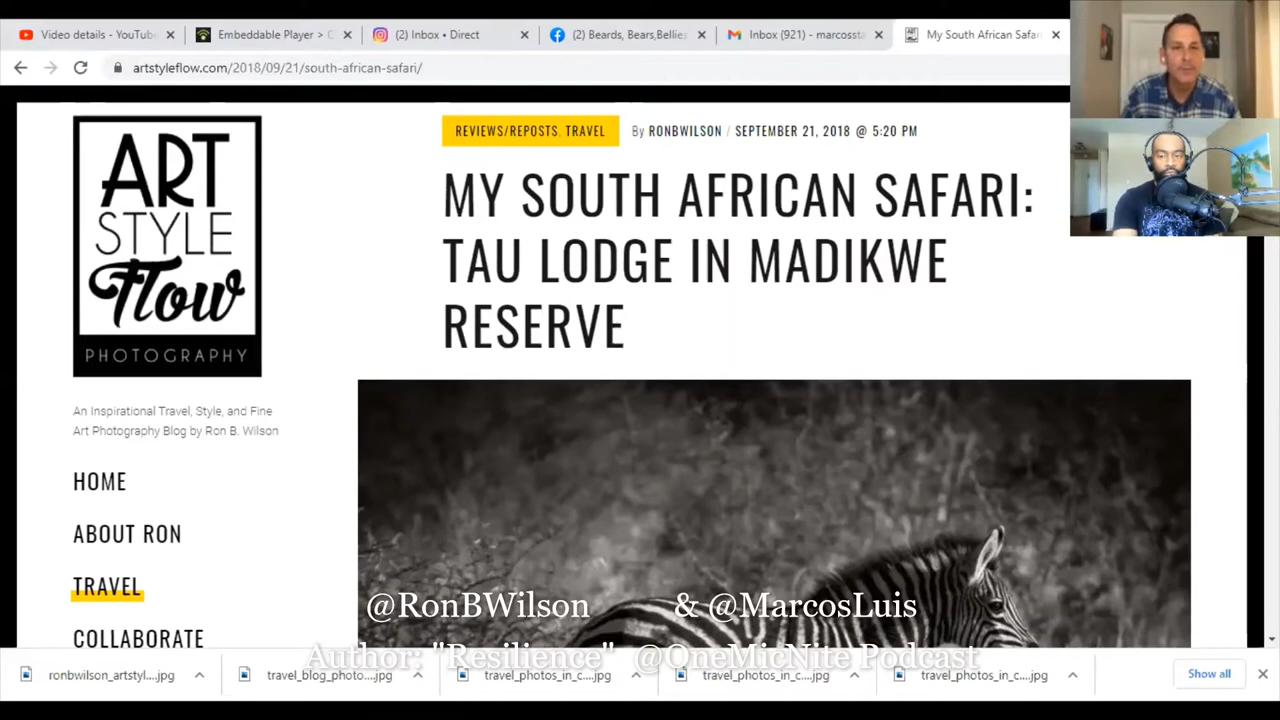 Video details - YouTube
Embeddable Player > C
(2) Inbox • Direct
(2) Beards, Bears,Bellies
Inbox (921) - marcossta
My South African Safari
artstyleflow.com/2018/09/21/south-african-safari/
ART
STYLE
Flow
PHOTOGRAPHY
An Inspirational Travel, Style, and Fine
Art Photography Blog by Ron B. Wilson
HOME
ABOUT RON
TRAVEL
COLLABORATE
REVIEWS/REPOSTS, TRAVEL By RONBWILSON / SEPTEMBER 21, 2018 @ 5:20 PM
MY SOUTH AFRICAN SAFARI:
TAU LODGE IN MADIKWE
RESERVE
@RonBWilson & @MarcosLuis
Author: "Resilience" @OneMicNite Podcast
ronbwilson_artstyl....jpg
travel_blog_photo....jpg
travel_photos_in_c....jpg
travel_photos_in_c....jpg
travel_photos_in_c....jpg
Show all